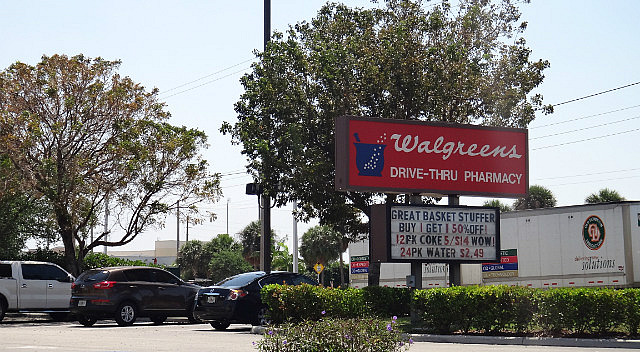 Walgreens
DRIVE-THRU PHARMACY
GREAT BASKET STUFFER
BUY 1 GET 1 50%OFF!
12PK COKE 5/$14 WOW!
24PK WATER $2.49
solutions